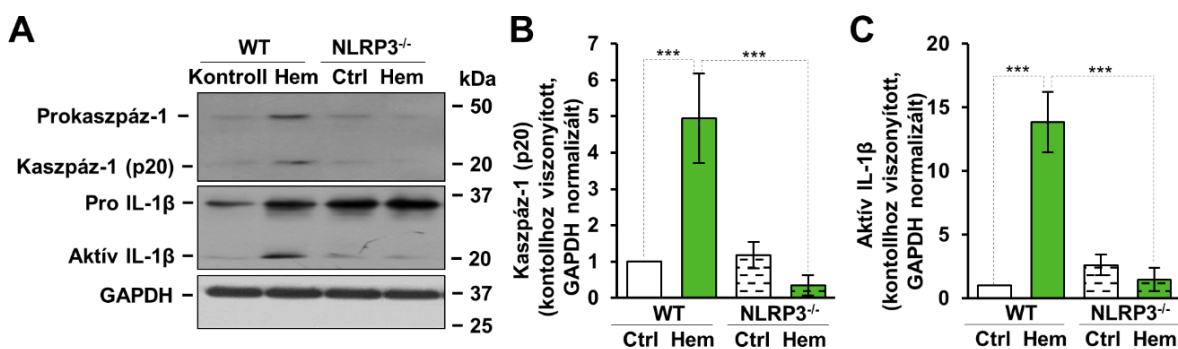 A
WT NLRP3-/-
Kontroll Hem Ctrl Hem kDa
Prokaszpáz-1
50
Kaszpáz-1 (p20)
20
Pro IL-1β
37
Aktív IL-1β
20
GAPDH
37
25
B
Kaszpáz-1 (p20)
(kontollhoz viszonyított,
GAPDH normalizált)
7
6
5
4
3
2
1
0
*** ***
WT NLRP3-/-
Ctrl Hem Ctrl Hem
C
Aktív IL-1β
(kontollhoz viszonyított,
GAPDH normalizált)
20
15
10
5
0
*** ***
WT NLRP3-/-
Ctrl Hem Ctrl Hem